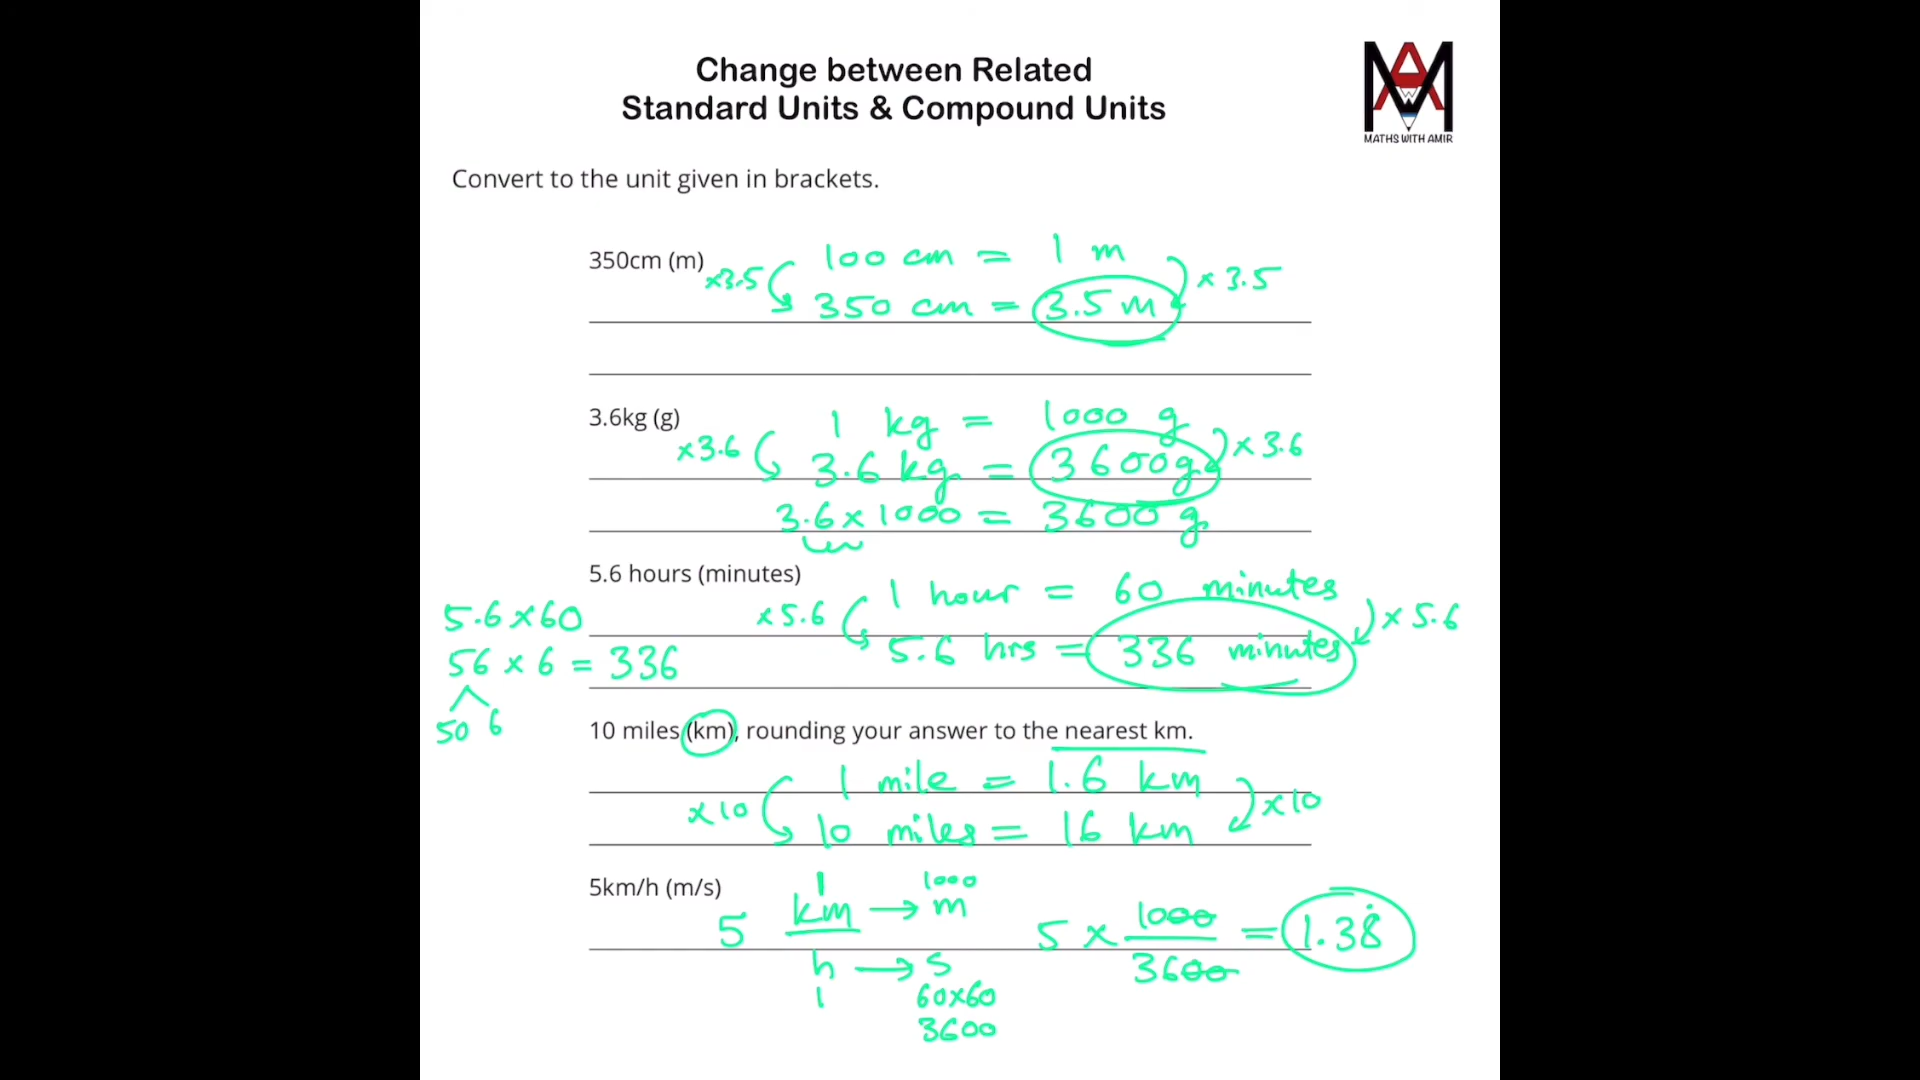 Change between Related
Standard Units & Compound Units
MATHS WITH AMIR
Convert to the unit given in brackets.
350cm (m)
100 cm = 1 m
×3.5
× 3.5
350 cm = 3.5 m
3.6kg (g)
1 kg = 1000 g
×3.6
× 3.6
3.6 kg = 3600g
3.6 × 1000 = 3600 g
5.6 hours (minutes)
1 hour = 60 minutes
5.6×60
×5.6
× 5.6
5.6 hrs = 336 minutes
56 × 6 = 336
50 6
10 miles (km), rounding your answer to the nearest km.
1 mile = 1.6 km
×10
×10
10 miles = 16 km
5km/h (m/s)
1 1000
5 km → m
h → s
1 60×60
3600
5 × 1000/3600 = 1.38̇